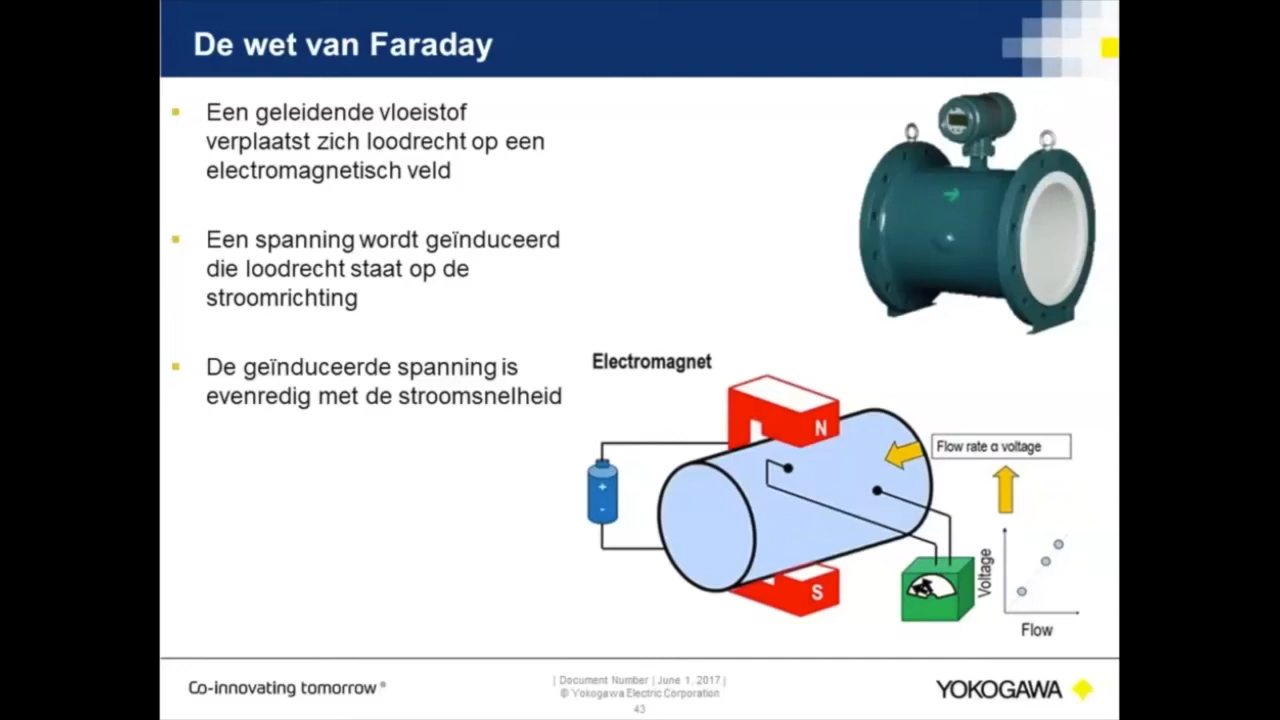 De wet van Faraday
Een geleidende vloeistof
verplaatst zich loodrecht op een
electromagnetisch veld
Een spanning wordt geïnduceerd
die loodrecht staat op de
stroomrichting
De geïnduceerde spanning is
evenredig met de stroomsnelheid
Electromagnet
N
Flow rate α voltage
+
-
S
Voltage
Flow
Co-innovating tomorrow®
| Document Number | June 1, 2017 |
© Yokogawa Electric Corporation
43
YOKOGAWA